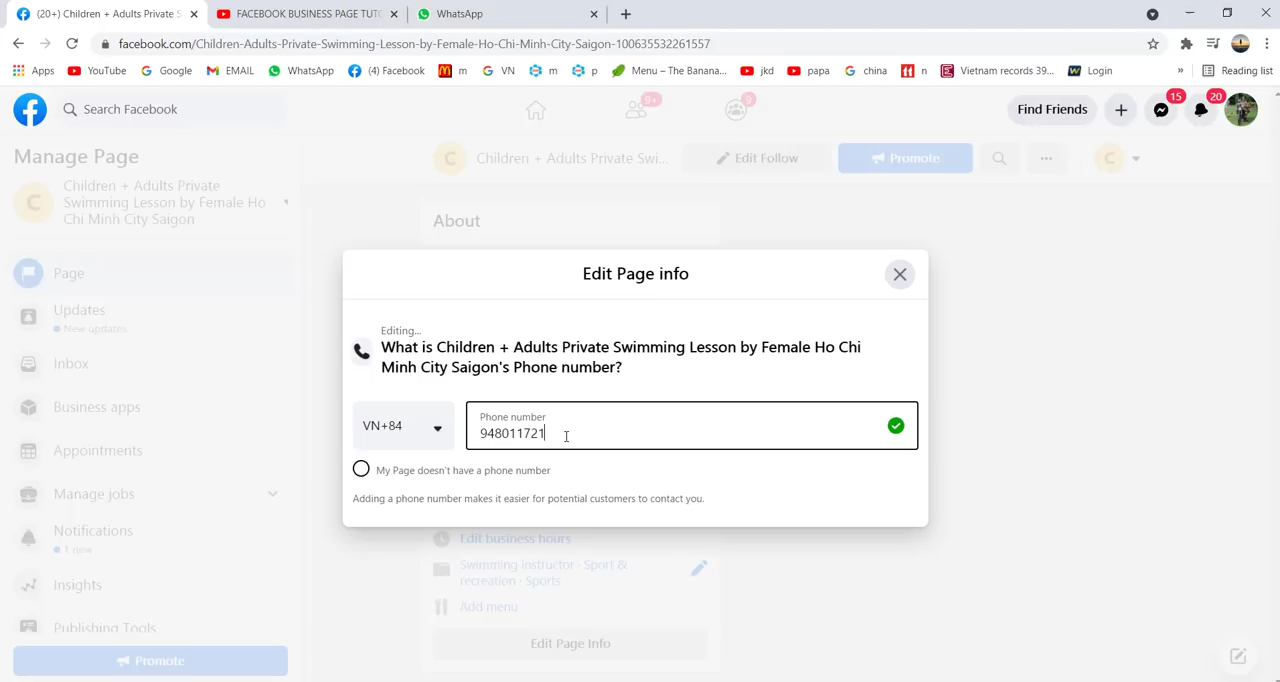 (20+) Children + Adults Private S
FACEBOOK BUSINESS PAGE TUTO
WhatsApp
facebook.com/Children-Adults-Private-Swimming-Lesson-by-Female-Ho-Chi-Minh-City-Saigon-100635532261557
Apps
YouTube
Google
EMAIL
WhatsApp
(4) Facebook
m
VN
m
p
Menu – The Banana...
jkd
papa
china
n
Vietnam records 39...
Login
»
Reading list
Search Facebook
9+
9
Find Friends
15
20
Manage Page
C
Children + Adults Private
Swimming Lesson by Female Ho
Chi Minh City Saigon
C
Children + Adults Private Swi...
Edit Follow
Promote
C
Page
Updates
New updates
Inbox
Business apps
Appointments
Manage jobs
Notifications
1 new
Insights
Publishing Tools
Promote
About
Edit Page info
Editing...
What is Children + Adults Private Swimming Lesson by Female Ho Chi
Minh City Saigon's Phone number?
VN+84
Phone number
948011721
My Page doesn't have a phone number
Adding a phone number makes it easier for potential customers to contact you.
Edit business hours
Swimming instructor · Sport &
recreation · Sports
Add menu
Edit Page Info